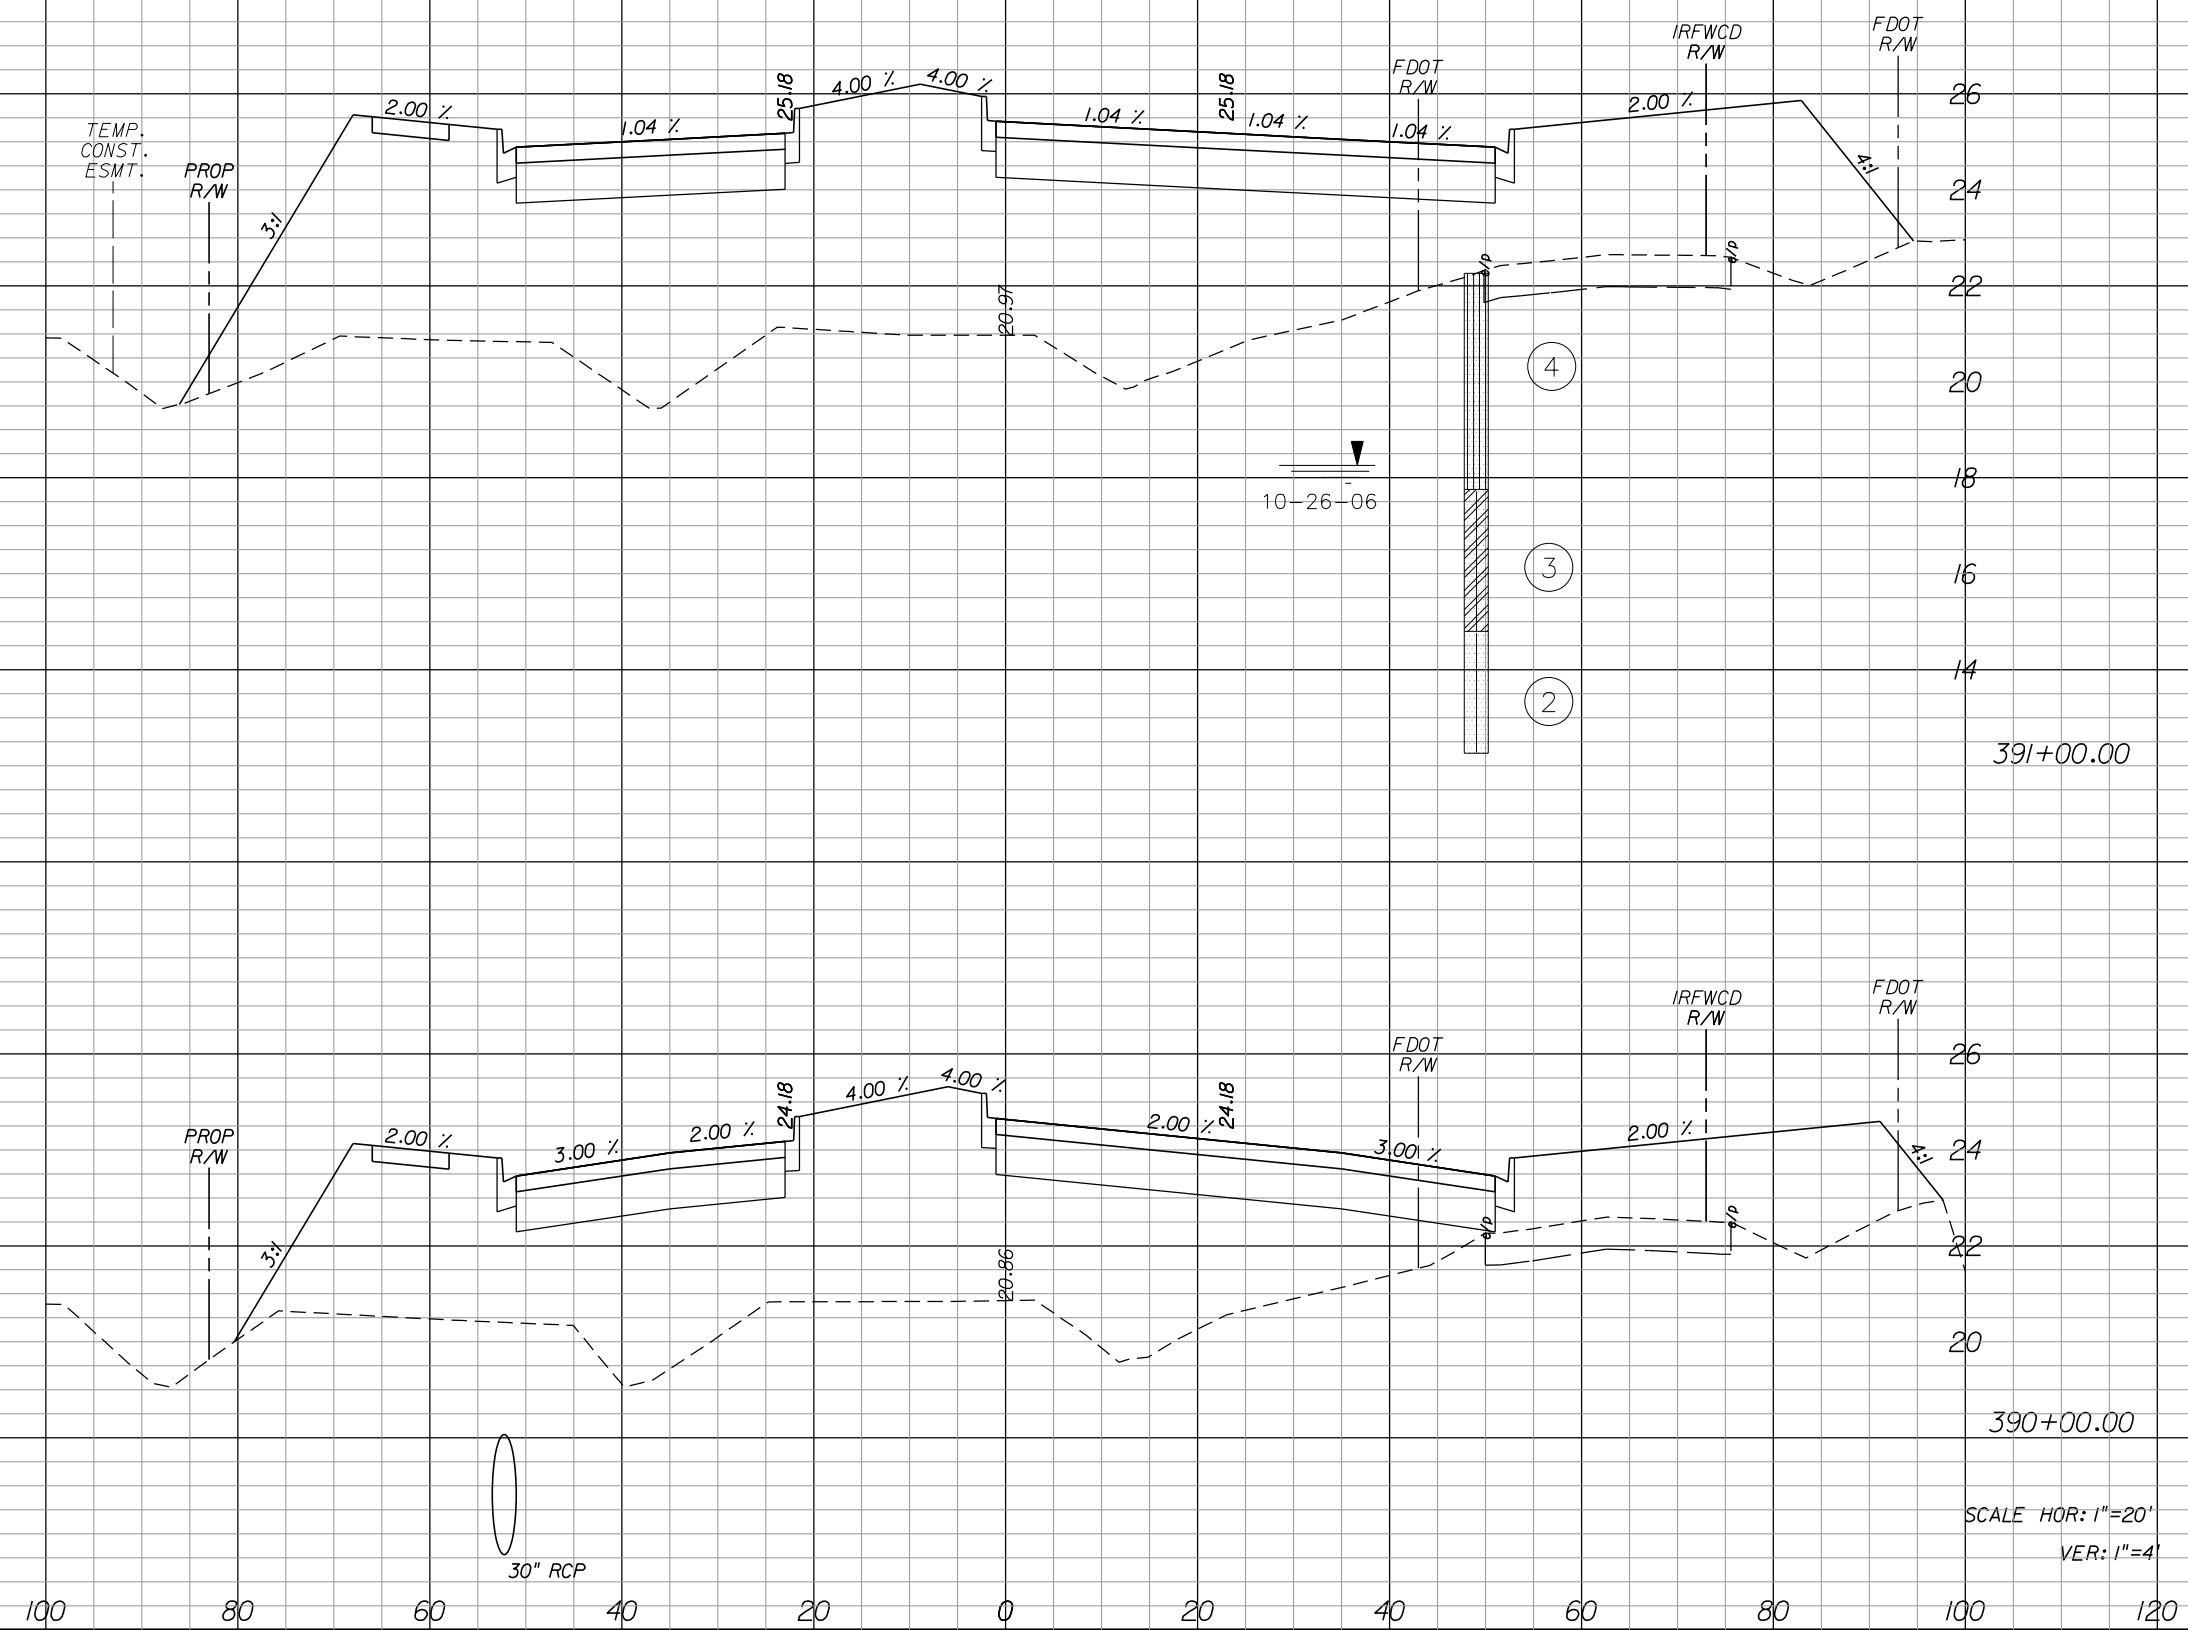 FDOT
R/W
IRFWCD
R/W
FDOT
R/W
26
4.00 %
4.00 %
25.18
25.18
2.00 %
2.00 %
1.04 %
1.04 %
1.04 %
1.04 %
TEMP.
CONST.
ESMT.
PROP
R/W
4:1
24
3:1
e/p
e/p
22
20.97
4
20
18
10-26-06
3
16
14
2
391+00.00
FDOT
R/W
IRFWCD
R/W
FDOT
R/W
26
4.00 %
4.00 %
24.18
24.18
PROP
R/W
2.00 %
3.00 %
2.00 %
2.00 %
3.00 %
2.00 %
4:1
24
3:1
e/p
e/p
22
20.86
20
390+00.00
30" RCP
SCALE HOR: 1"=20'
VER: 1"=4'
100 80 60 40 20 0 20 40 60 80 100 120